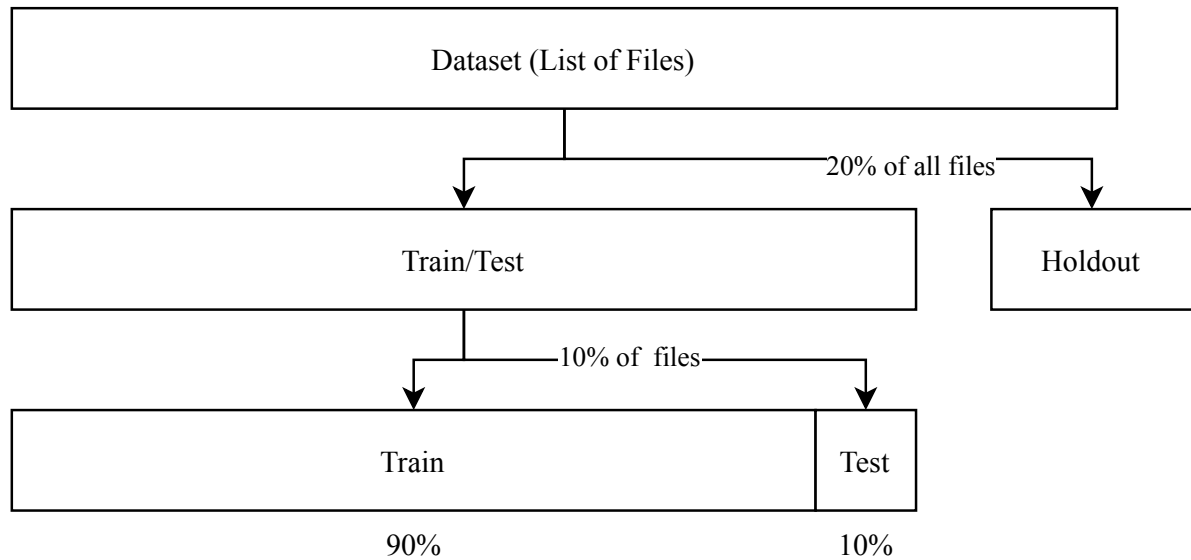 Dataset (List of Files)
20% of all files
Train/Test
Holdout
10% of  files
Train
Test
90%
10%